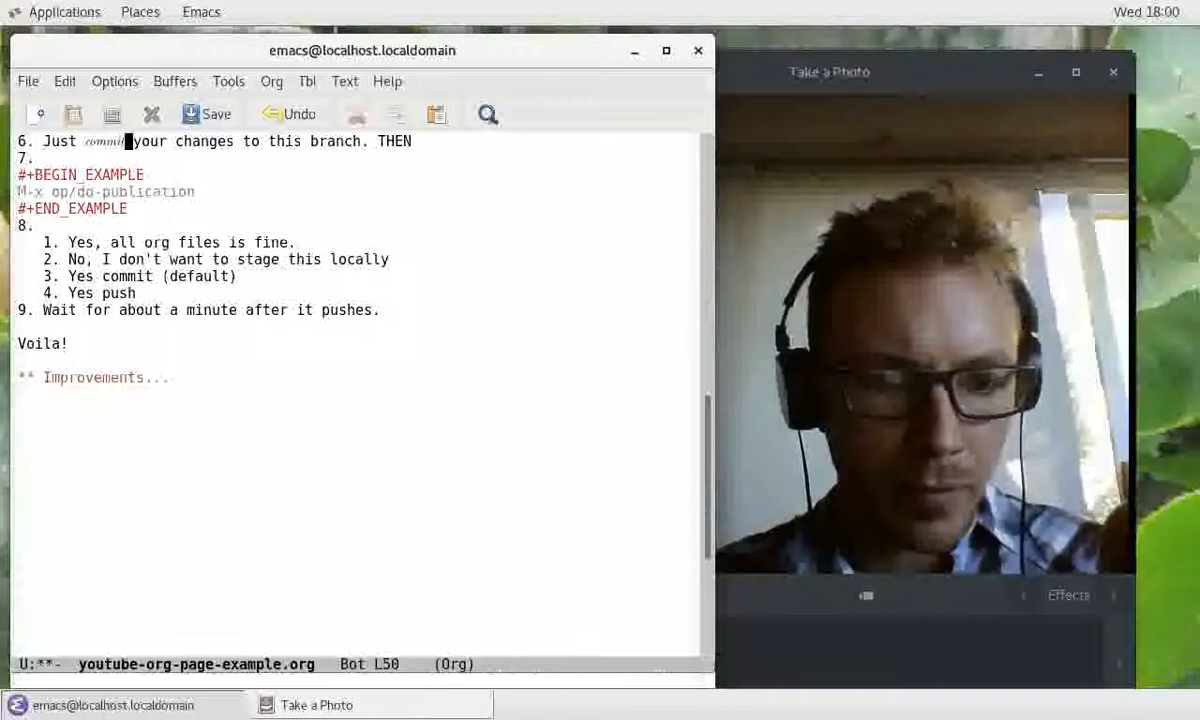 Applications Places Emacs Wed 18:00
emacs@localhost.localdomain
Take a Photo
File Edit Options Buffers Tools Org Tbl Text Help
Save Undo
6. Just commit your changes to this branch. THEN
7.
#+BEGIN_EXAMPLE
M-x op/do-publication
#+END_EXAMPLE
8.
1. Yes, all org files is fine.
2. No, I don't want to stage this locally
3. Yes commit (default)
4. Yes push
9. Wait for about a minute after it pushes.
Voila!
** Improvements...
Effects
U:**- youtube-org-page-example.org Bot L50 (Org)
emacs@localhost.localdomain Take a Photo